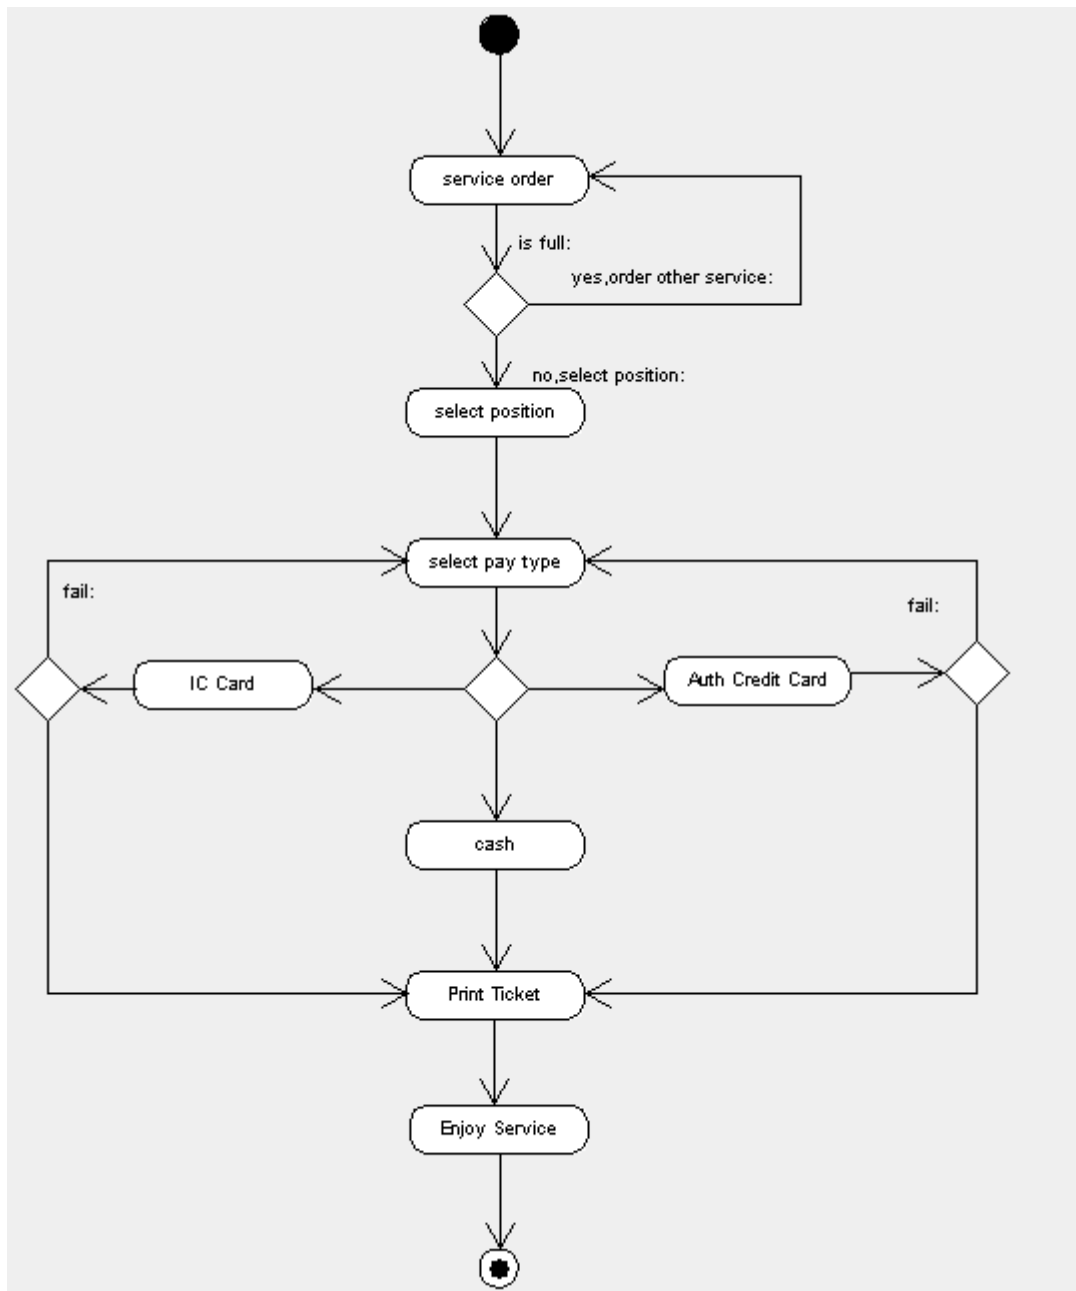 service order
is full:
yes,order other service:
no,select position:
select position
select pay type
fail:
fail:
IC Card
Auth Credit Card
cash
Print Ticket
Enjoy Service